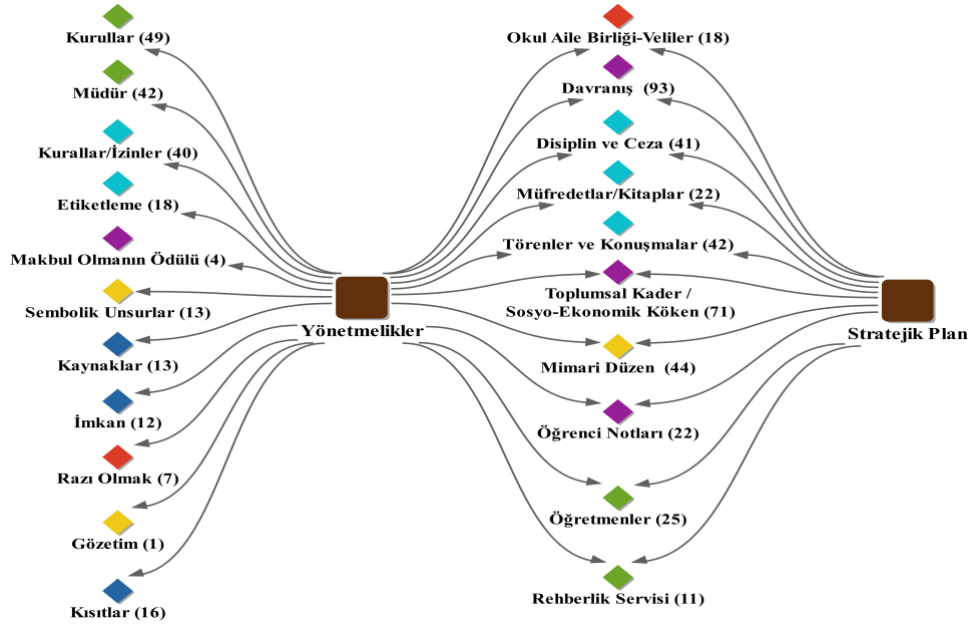 Kurullar (49)
Müdür (42)
Kurallar/İzinler (40)
Etiketleme (18)
Makbul Olmanın Ödülü (4)
Sembolik Unsurlar (13)
Kaynaklar (13)
İmkan (12)
Razı Olmak (7)
Gözetim (1)
Kısıtlar (16)
Yönetmelikler
Okul Aile Birliği-Veliler (18)
Davranış (93)
Disiplin ve Ceza (41)
Müfredetlar/Kitaplar (22)
Törenler ve Konuşmalar (42)
Toplumsal Kader /
Sosyo-Ekonomik Köken (71)
Mimari Düzen (44)
Öğrenci Notları (22)
Öğretmenler (25)
Rehberlik Servisi (11)
Stratejik Plan